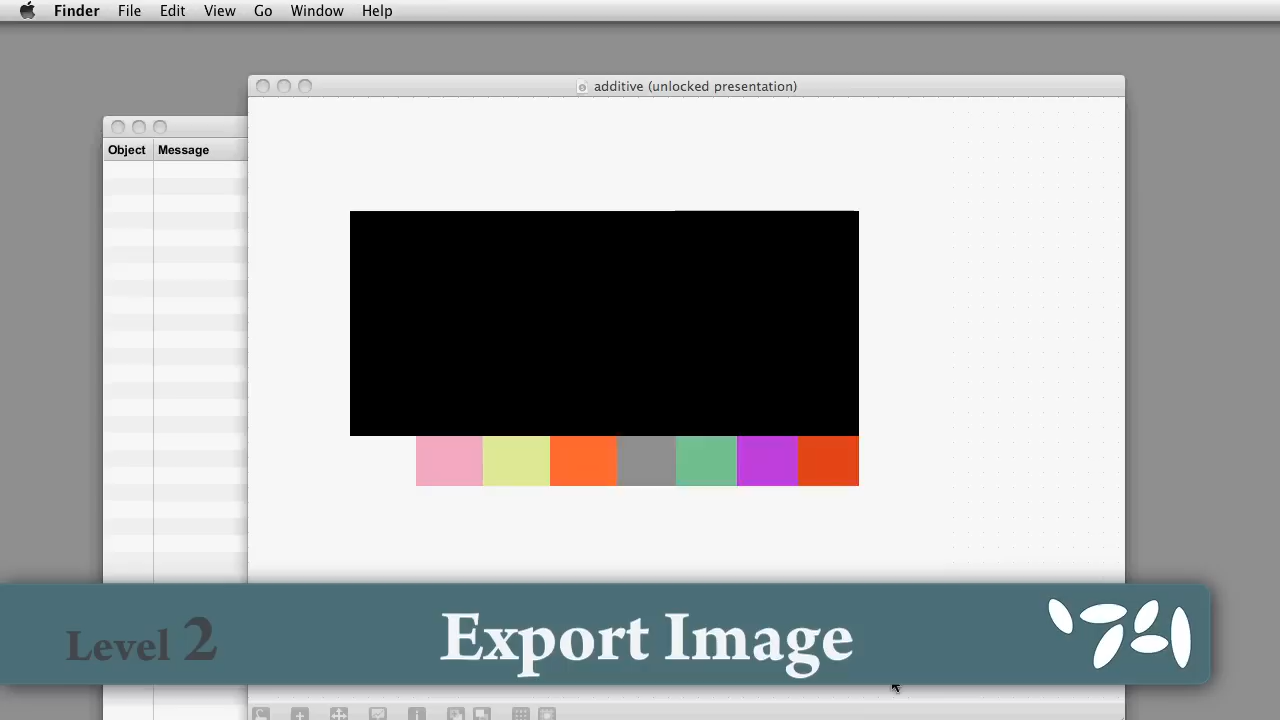 Finder File Edit View Go Window Help
additive (unlocked presentation)
Object Message
Level 2
Export Image